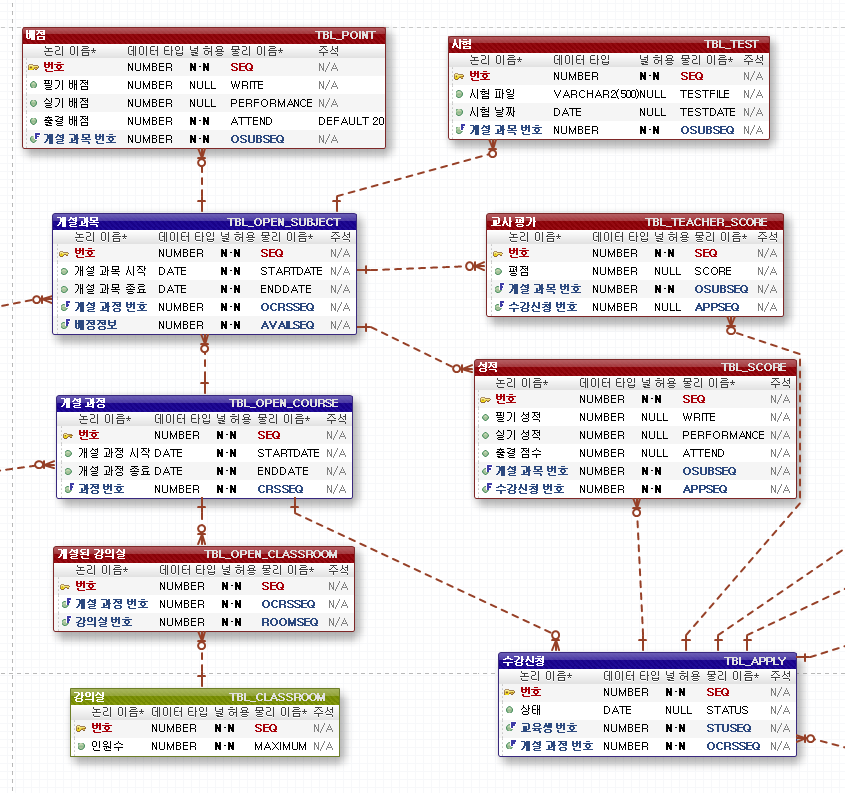 배점 TBL_POINT
논리 이름* 데이터 타입 널 허용 물리 이름* 주석
번호 NUMBER N-N SEQ N/A
필기 배점 NUMBER NULL WRITE N/A
실기 배점 NUMBER NULL PERFORMANCE N/A
출결 배점 NUMBER N-N ATTEND DEFAULT 20
개설 과목 번호 NUMBER N-N OSUBSEQ N/A
시험 TBL_TEST
논리 이름* 데이터 타입 널 허용 물리 이름* 주석
번호 NUMBER N-N SEQ N/A
시험 파일 VARCHAR2(500) NULL TESTFILE N/A
시험 날짜 DATE NULL TESTDATE N/A
개설 과목 번호 NUMBER N-N OSUBSEQ N/A
개설과목 TBL_OPEN_SUBJECT
논리 이름* 데이터 타입 널 허용 물리 이름* 주석
번호 NUMBER N-N SEQ N/A
개설 과목 시작 DATE N-N STARTDATE N/A
개설 과목 종료 DATE N-N ENDDATE N/A
개설 과정 번호 NUMBER N-N OCRSSEQ N/A
배정정보 NUMBER N-N AVAILSEQ N/A
교사 평가 TBL_TEACHER_SCORE
논리 이름* 데이터 타입 널 허용 물리 이름* 주석
번호 NUMBER N-N SEQ N/A
평점 NUMBER NULL SCORE N/A
개설 과목 번호 NUMBER N-N OSUBSEQ N/A
수강신청 번호 NUMBER NULL APPSEQ N/A
성적 TBL_SCORE
논리 이름* 데이터 타입 널 허용 물리 이름* 주석
번호 NUMBER N-N SEQ N/A
필기 성적 NUMBER NULL WRITE N/A
실기 성적 NUMBER NULL PERFORMANCE N/A
출결 점수 NUMBER NULL ATTEND N/A
개설 과목 번호 NUMBER N-N OSUBSEQ N/A
수강신청 번호 NUMBER N-N APPSEQ N/A
개설 과정 TBL_OPEN_COURSE
논리 이름* 데이터 타입 널 허용 물리 이름* 주석
번호 NUMBER N-N SEQ N/A
개설 과정 시작 DATE N-N STARTDATE N/A
개설 과정 종료 DATE N-N ENDDATE N/A
과정 번호 NUMBER N-N CRSSEQ N/A
개설된 강의실 TBL_OPEN_CLASSROOM
논리 이름* 데이터 타입 널 허용 물리 이름* 주석
번호 NUMBER N-N SEQ N/A
개설 과정 번호 NUMBER N-N OCRSSEQ N/A
강의실 번호 NUMBER N-N ROOMSEQ N/A
강의실 TBL_CLASSROOM
논리 이름* 데이터 타입 널 허용 물리 이름* 주석
번호 NUMBER N-N SEQ N/A
인원수 NUMBER N-N MAXIMUM N/A
수강신청 TBL_APPLY
논리 이름* 데이터 타입 널 허용 물리 이름* 주석
번호 NUMBER N-N SEQ N/A
상태 DATE NULL STATUS N/A
교육생 번호 NUMBER N-N STUSEQ N/A
개설 과정 번호 NUMBER N-N OCRSSEQ N/A